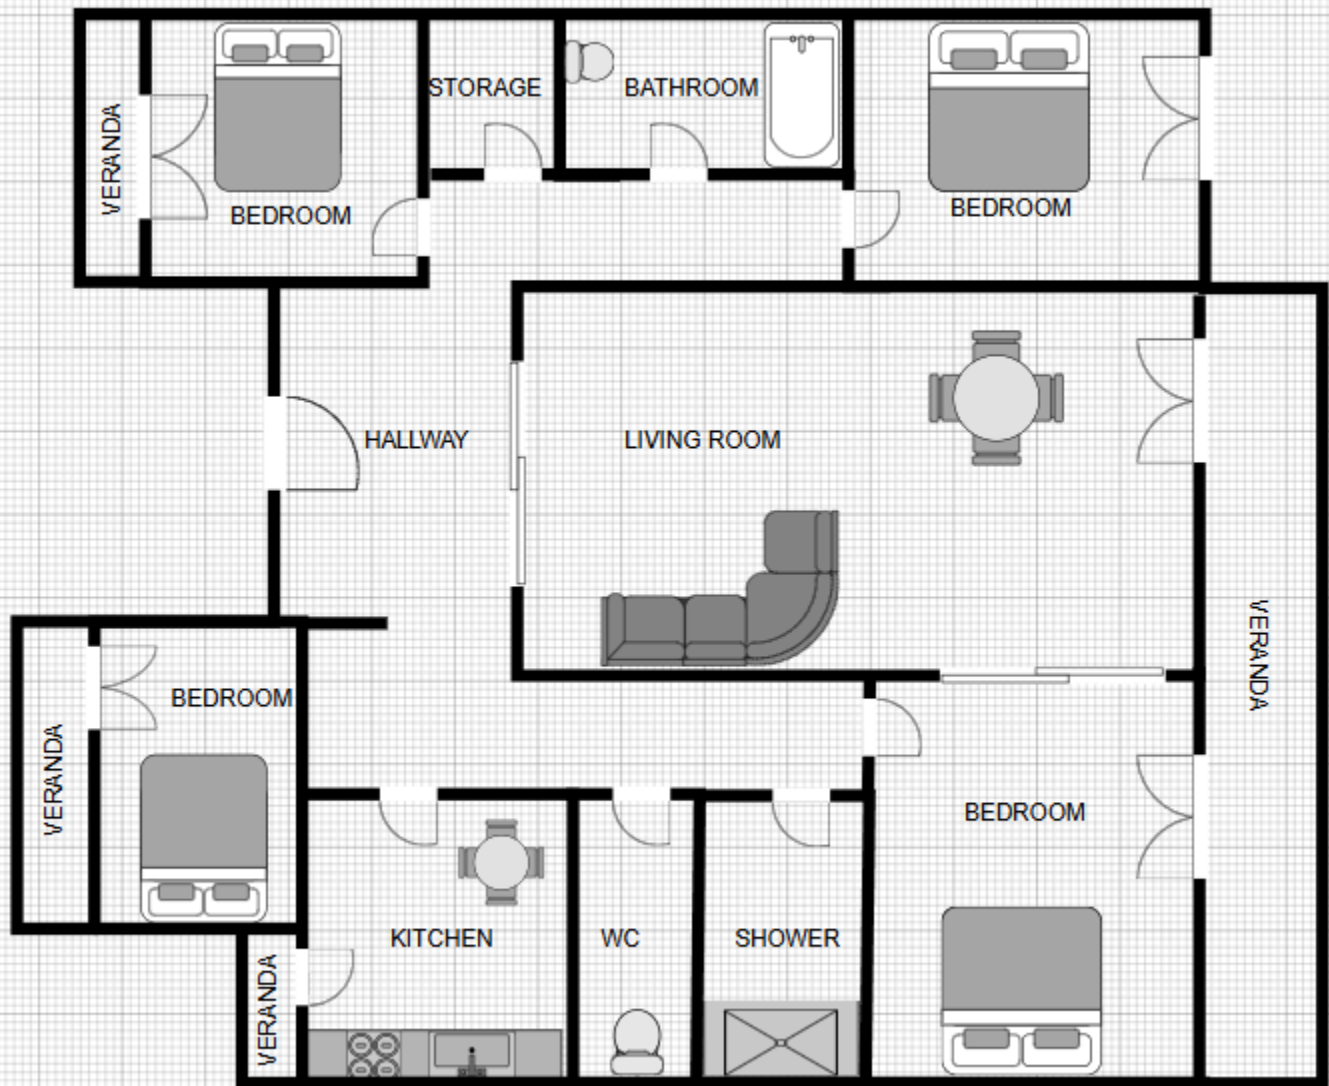 STORAGE
BATHROOM
VERANDA
BEDROOM
BEDROOM
HALLWAY
LIVING ROOM
VERANDA
BEDROOM
VERANDA
BEDROOM
KITCHEN
WC
SHOWER
VERANDA